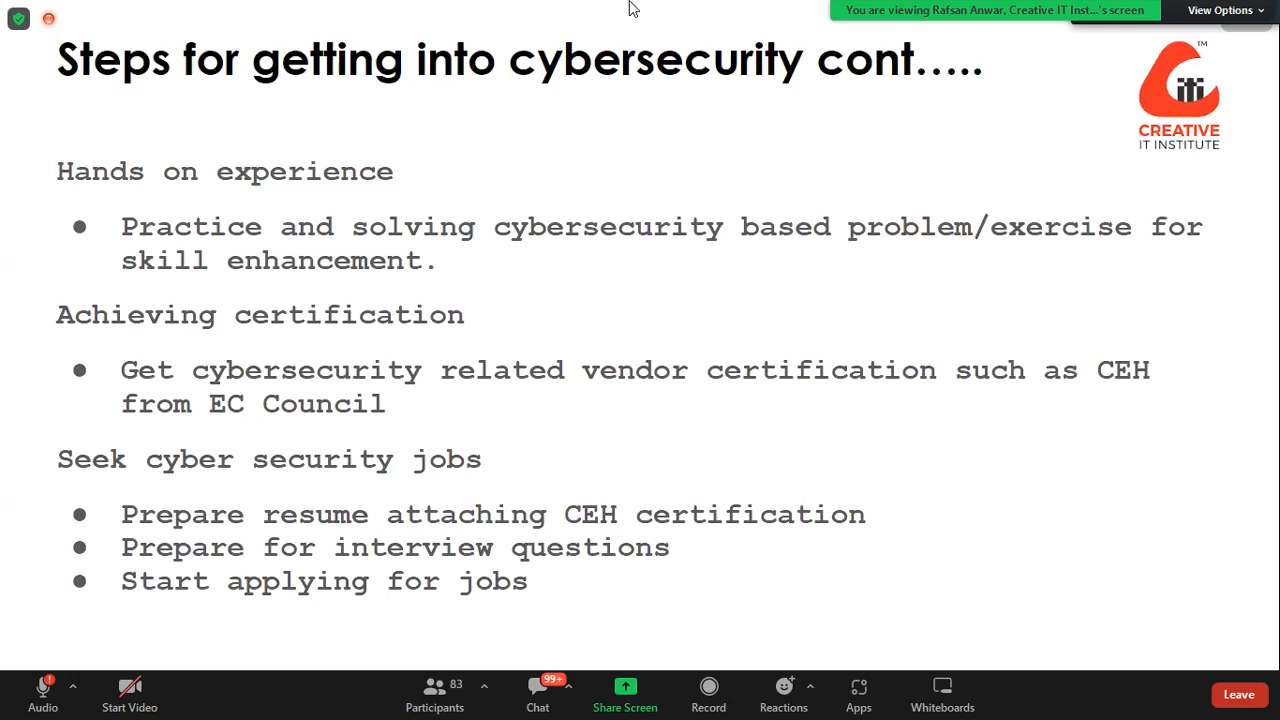 You are viewing Rafsan Anwar, Creative IT Inst...'s screen
View Options
Steps for getting into cybersecurity cont.....
TM
CREATIVE
IT INSTITUTE
Hands on experience
● Practice and solving cybersecurity based problem/exercise for
skill enhancement.
Achieving certification
● Get cybersecurity related vendor certification such as CEH
from EC Council
Seek cyber security jobs
● Prepare resume attaching CEH certification
● Prepare for interview questions
● Start applying for jobs
Audio
Start Video
Participants
83
Chat
99+
Share Screen
Record
Reactions
Apps
Whiteboards
Leave